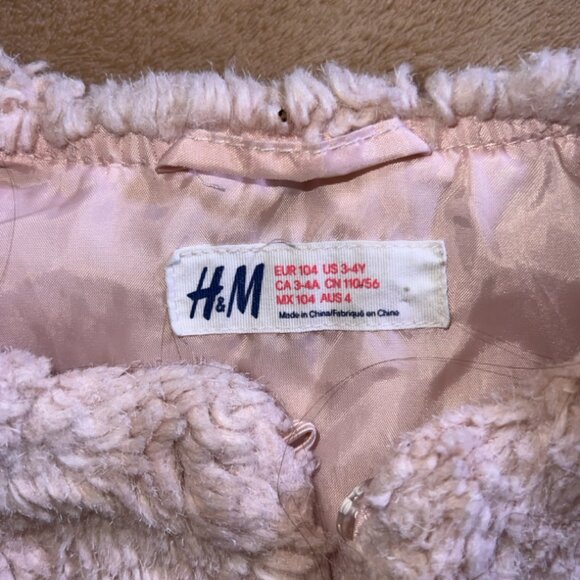 H&M
EUR 104 US 3-4Y
CA 3-4A CN 110/56
MX 104 AUS 4
Made in China/Fabriqué en Chine